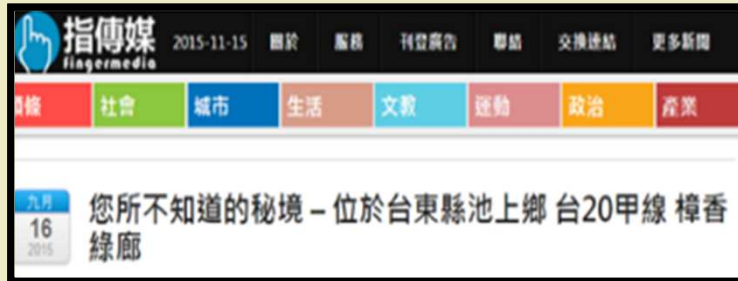 指傳媒 2015-11-15 關於 服務 刊登廣告 聯絡 交換連結 更多新聞
Fingermedia
頭條 社會 城市 生活 文教 運動 政治 產業
九月
16
2015
您所不知道的秘境 – 位於台東縣池上鄉 台20甲線 樟香
綠廊